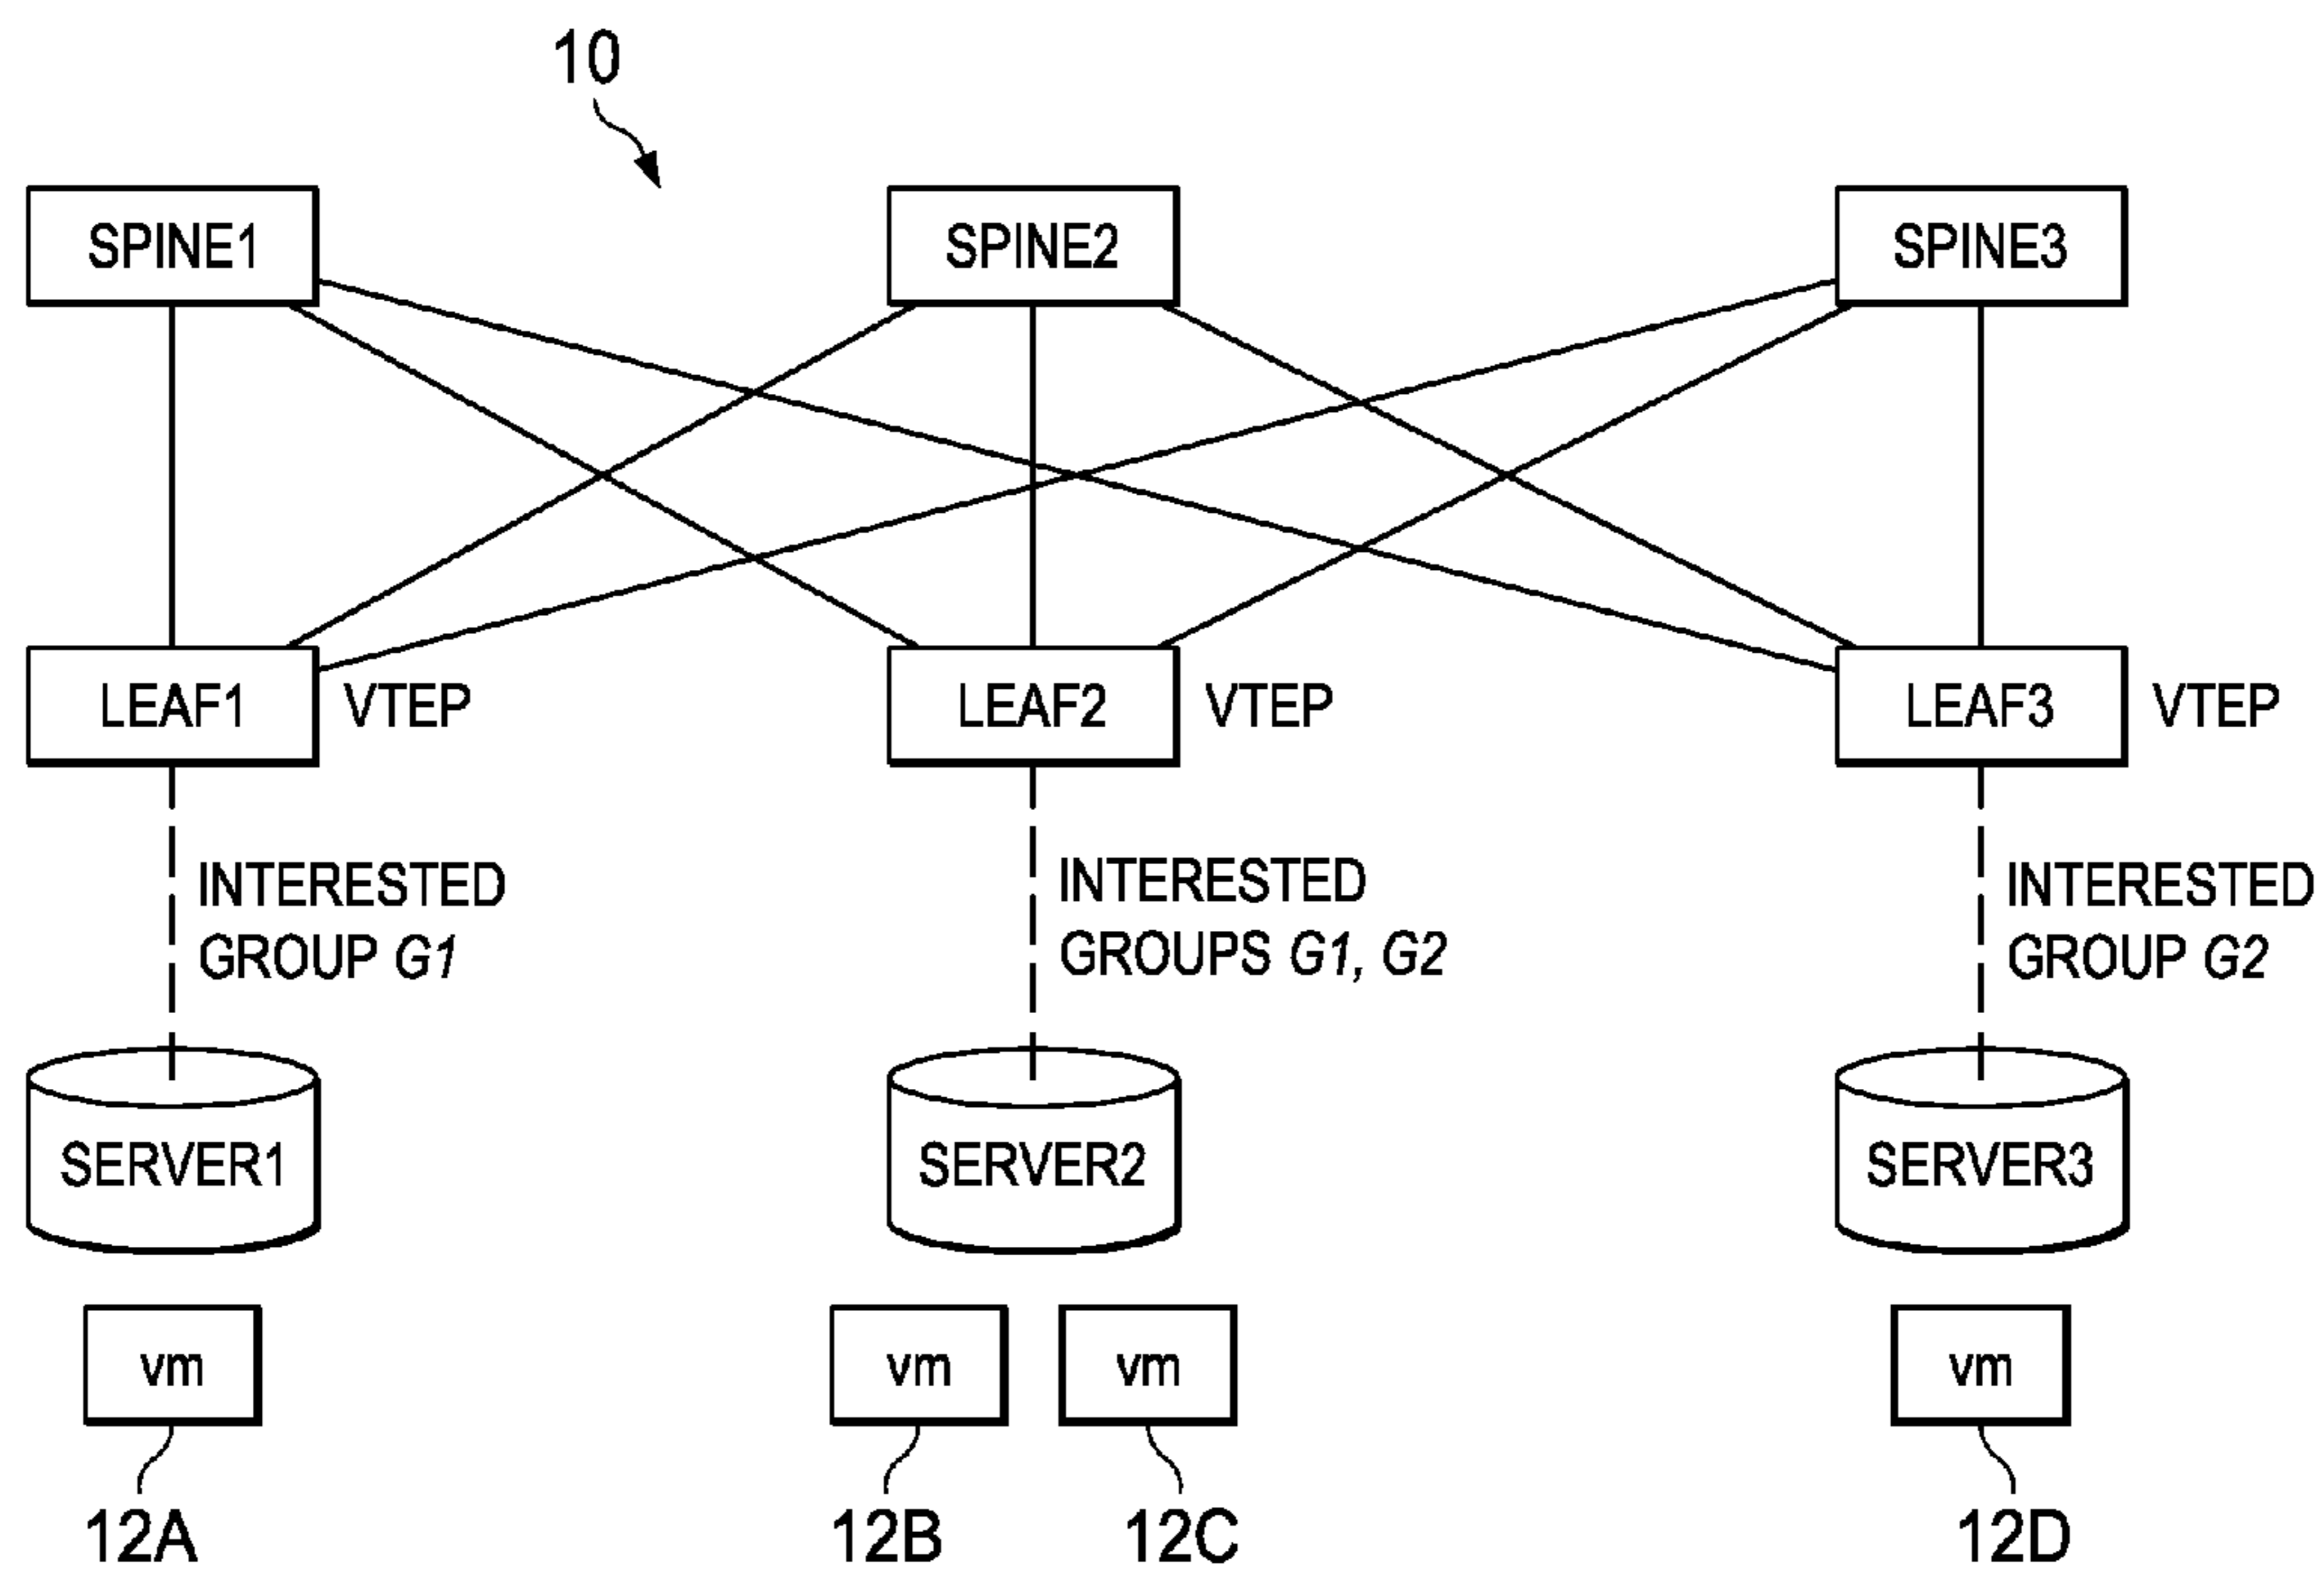 10
SPINE1
SPINE2
SPINE3
LEAF1
VTEP
LEAF2
VTEP
LEAF3
VTEP
INTERESTED
GROUP G1
INTERESTED
GROUPS G1, G2
INTERESTED
GROUP G2
SERVER1
SERVER2
SERVER3
vm
vm
vm
vm
12A
12B
12C
12D